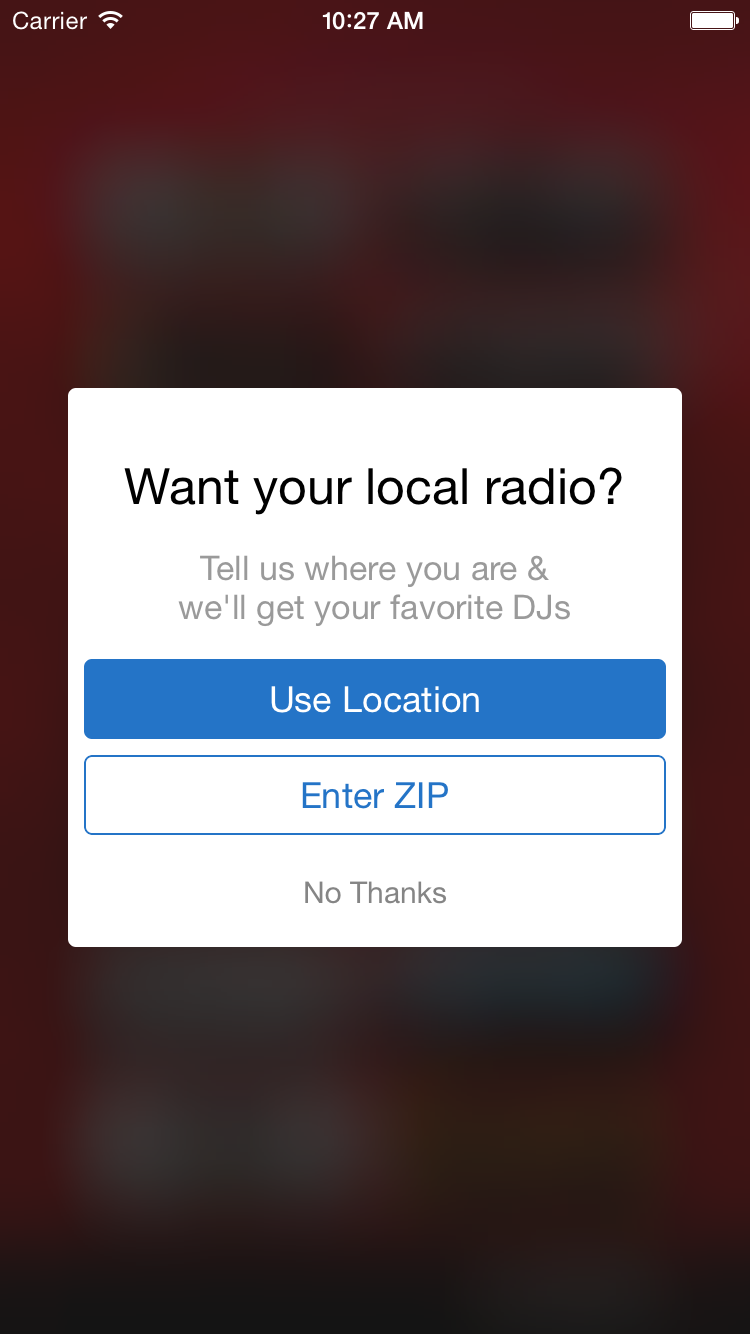 Carrier 10:27 AM
Want your local radio?
Tell us where you are &
we'll get your favorite DJs
Use Location
Enter ZIP
No Thanks